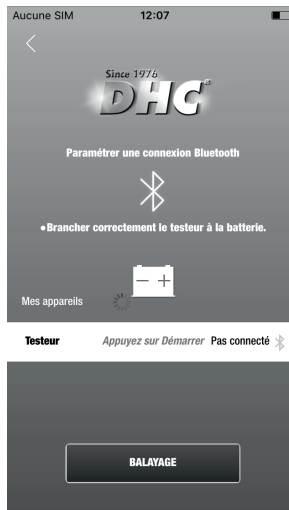 Aucune SIM 12:07
Since 1976
DHC
Paramétrer une connexion Bluetooth
•Brancher correctement le testeur à la batterie.
Mes appareils
Testeur Appuyez sur Démarrer Pas connecté
BALAYAGE